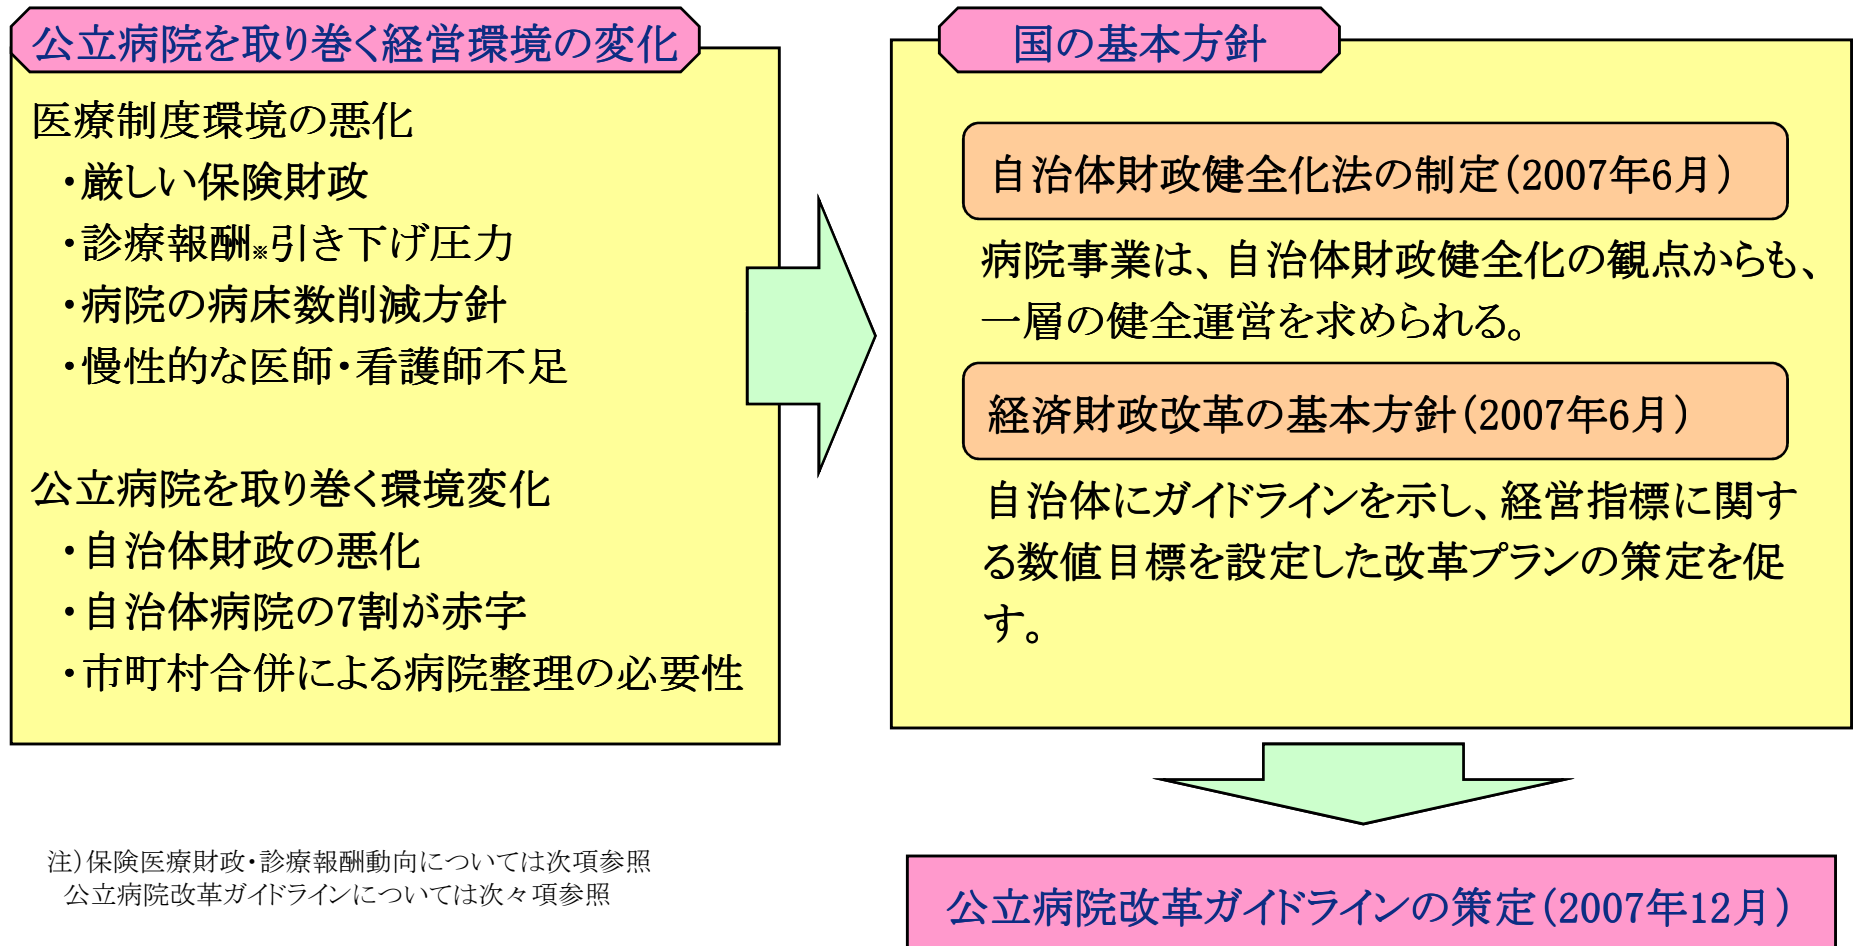 公立病院を取り巻く経営環境の変化
医療制度環境の悪化
・厳しい保険財政
・診療報酬※引き下げ圧力
・病院の病床数削減方針
・慢性的な医師・看護師不足
公立病院を取り巻く環境変化
・自治体財政の悪化
・自治体病院の7割が赤字
・市町村合併による病院整理の必要性
国の基本方針
自治体財政健全化法の制定(2007年6月)
病院事業は、自治体財政健全化の観点からも、
一層の健全運営を求められる。
経済財政改革の基本方針(2007年6月)
自治体にガイドラインを示し、経営指標に関す
る数値目標を設定した改革プランの策定を促
す。
公立病院改革ガイドラインの策定(2007年12月)
注)保険医療財政・診療報酬動向については次項参照
公立病院改革ガイドラインについては次々項参照